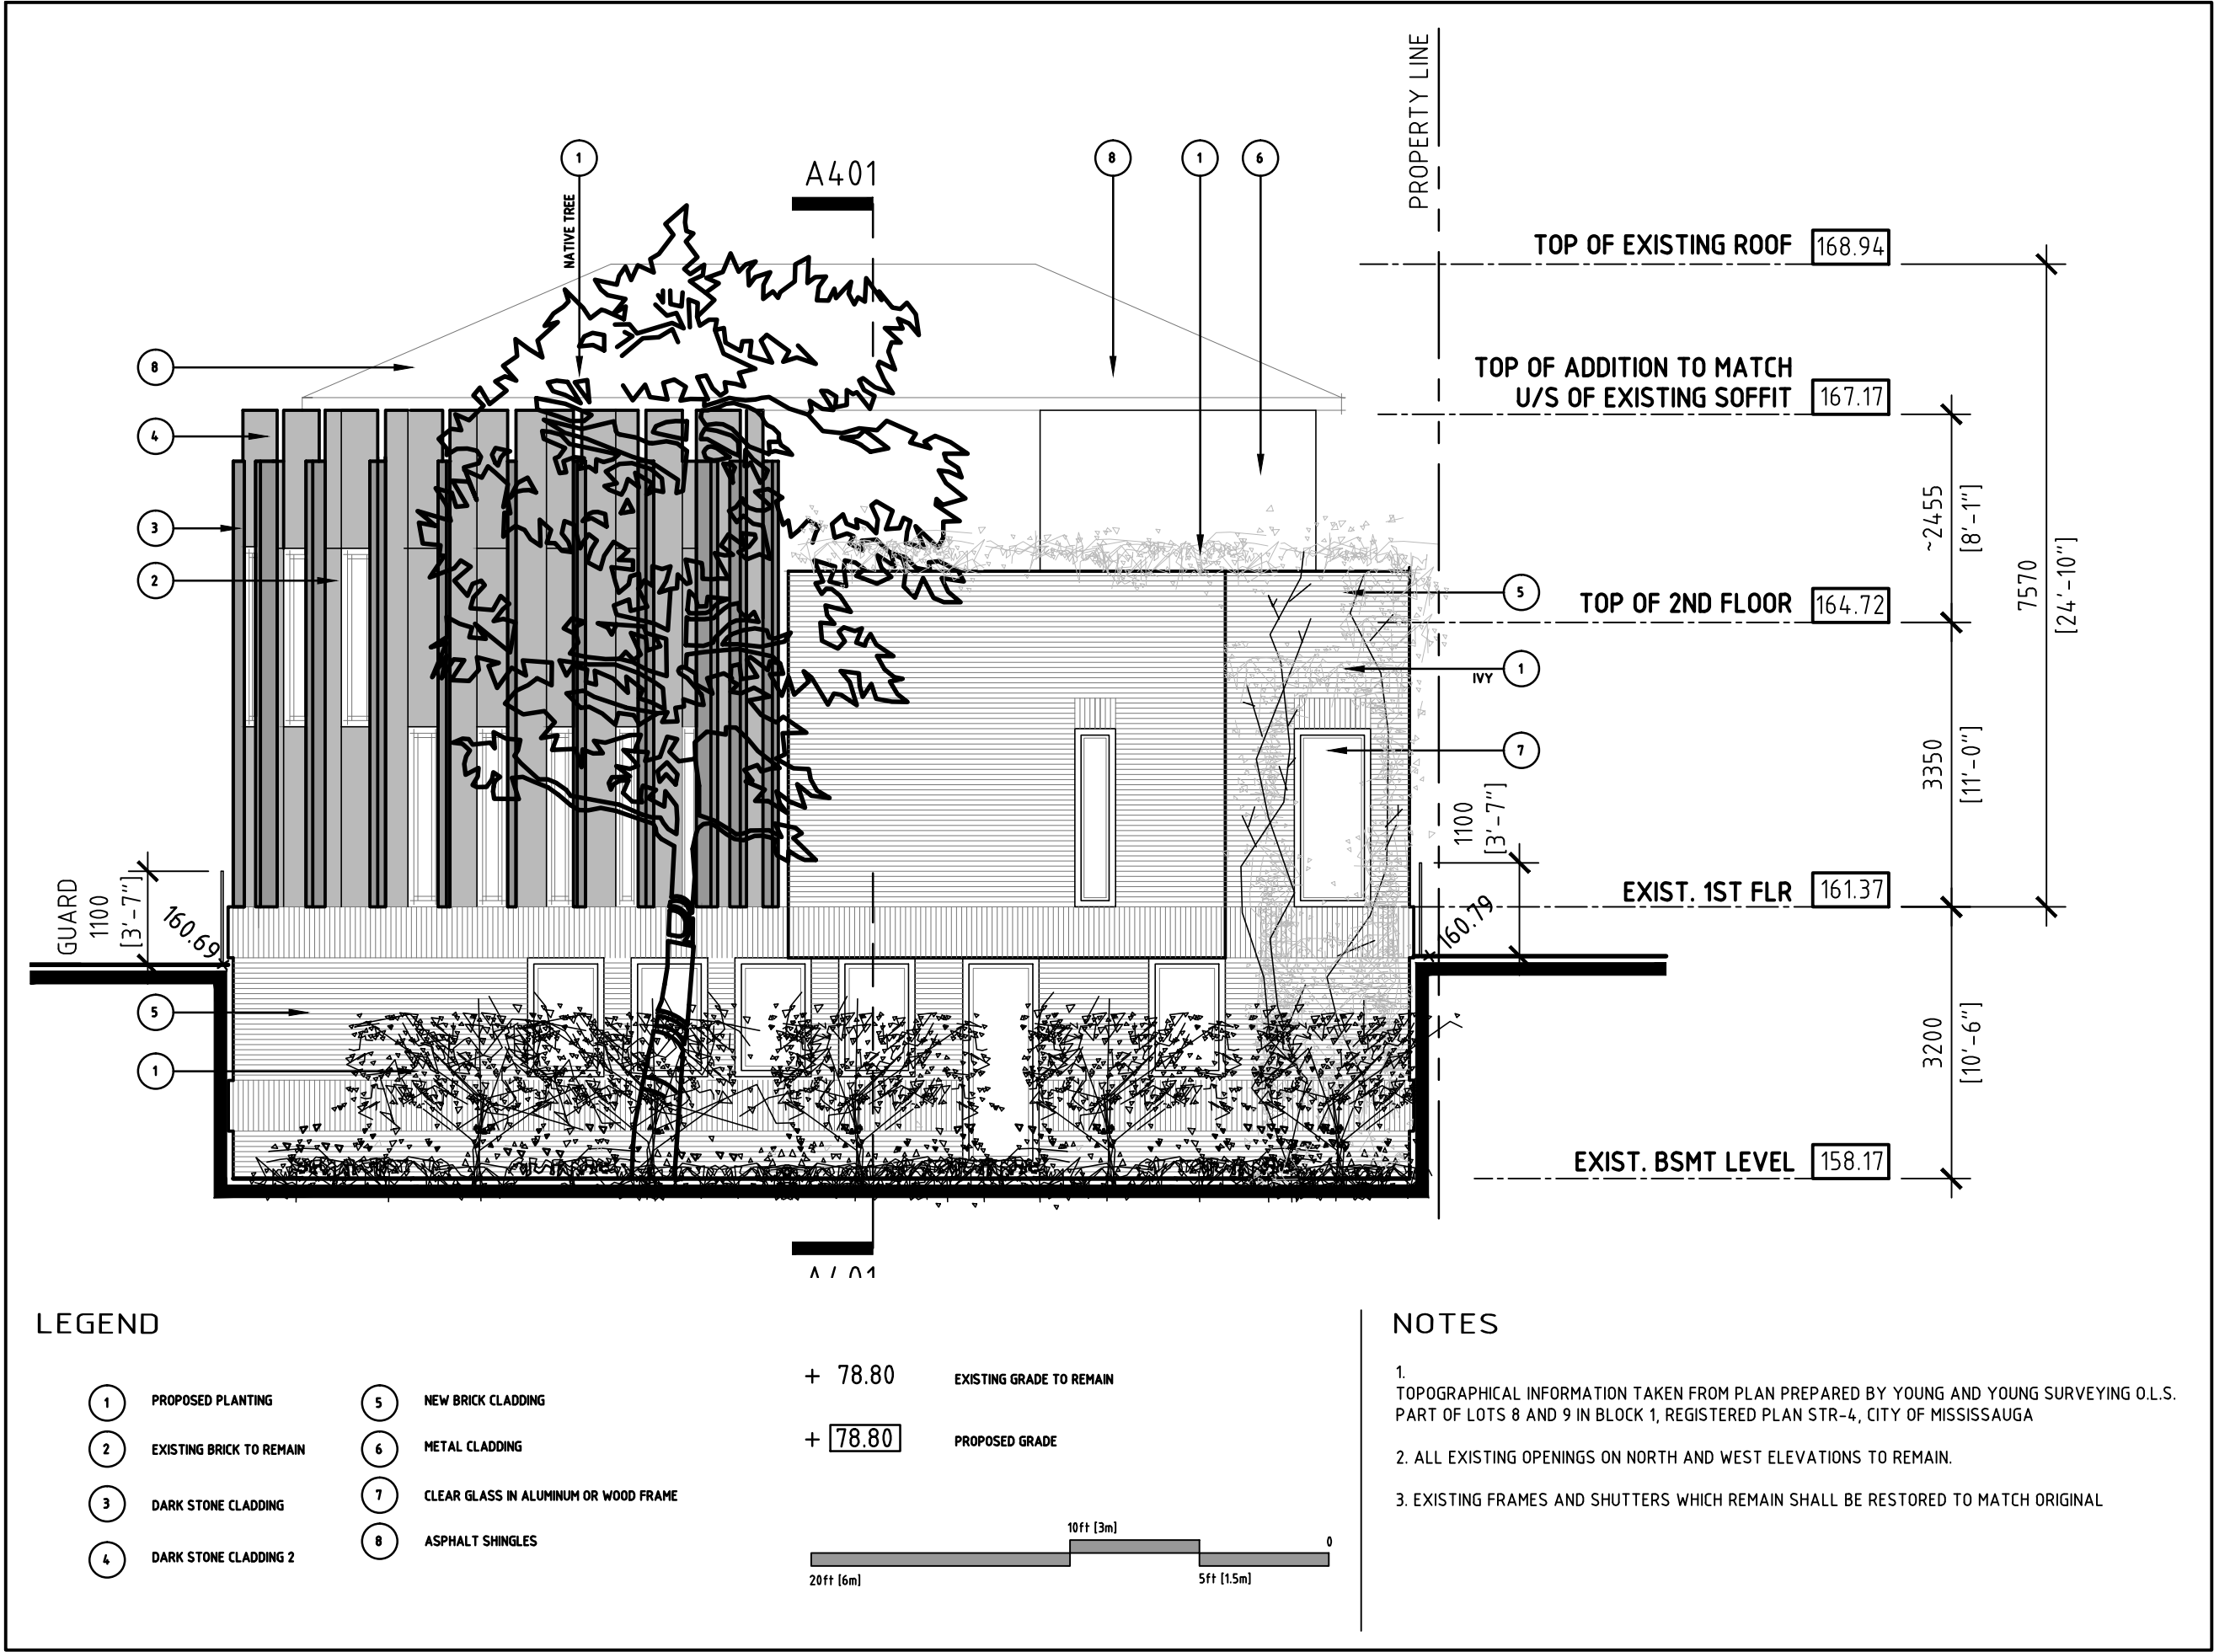 PROPERTY LINE
1
8
1
6
A401
NATIVE TREE
TOP OF EXISTING ROOF 168.94
8
TOP OF ADDITION TO MATCH
U/S OF EXISTING SOFFIT 167.17
4
3
2
~2455
[8'-1"]
7570
[24'-10"]
5
TOP OF 2ND FLOOR 164.72
1
IVY
7
3350
[11'-0"]
1100
[3'-7"]
GUARD
1100
[3'-7"]
160.69
EXIST. 1ST FLR 161.37
160.79
5
1
3200
[10'-6"]
EXIST. BSMT LEVEL 158.17
A401
LEGEND
1 PROPOSED PLANTING
2 EXISTING BRICK TO REMAIN
3 DARK STONE CLADDING
4 DARK STONE CLADDING 2
5 NEW BRICK CLADDING
6 METAL CLADDING
7 CLEAR GLASS IN ALUMINUM OR WOOD FRAME
8 ASPHALT SHINGLES
+ 78.80 EXISTING GRADE TO REMAIN
+ 78.80 PROPOSED GRADE
10ft [3m]
0
20ft [6m]
5ft [1.5m]
NOTES
1.
TOPOGRAPHICAL INFORMATION TAKEN FROM PLAN PREPARED BY YOUNG AND YOUNG SURVEYING O.L.S.
PART OF LOTS 8 AND 9 IN BLOCK 1, REGISTERED PLAN STR-4, CITY OF MISSISSAUGA
2. ALL EXISTING OPENINGS ON NORTH AND WEST ELEVATIONS TO REMAIN.
3. EXISTING FRAMES AND SHUTTERS WHICH REMAIN SHALL BE RESTORED TO MATCH ORIGINAL